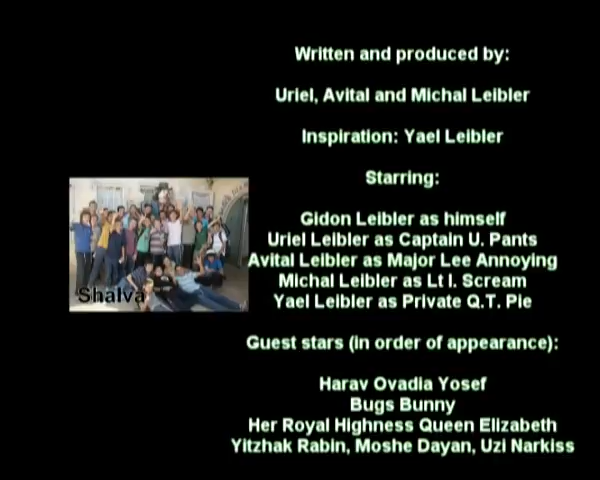 Written and produced by:
Uriel, Avital and Michal Leibler
Inspiration: Yael Leibler
Starring:
Gidon Leibler as himself
Uriel Leibler as Captain U. Pants
Avital Leibler as Major Lee Annoying
Michal Leibler as Lt I. Scream
Yael Leibler as Private Q.T. Pie
Shalva
Guest stars (in order of appearance):
Harav Ovadia Yosef
Bugs Bunny
Her Royal Highness Queen Elizabeth
Yitzhak Rabin, Moshe Dayan, Uzi Narkiss